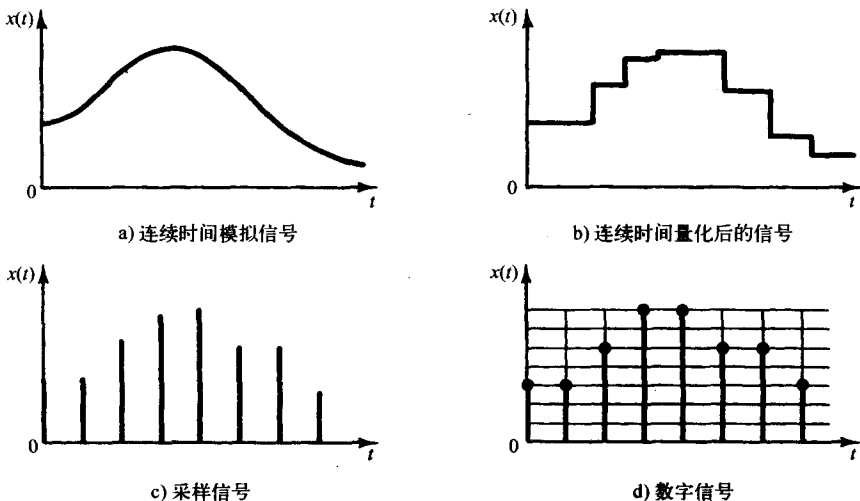 x(t)
0
t
a) 连续时间模拟信号
x(t)
0
t
b) 连续时间量化后的信号
x(t)
0
t
c) 采样信号
x(t)
0
t
d) 数字信号